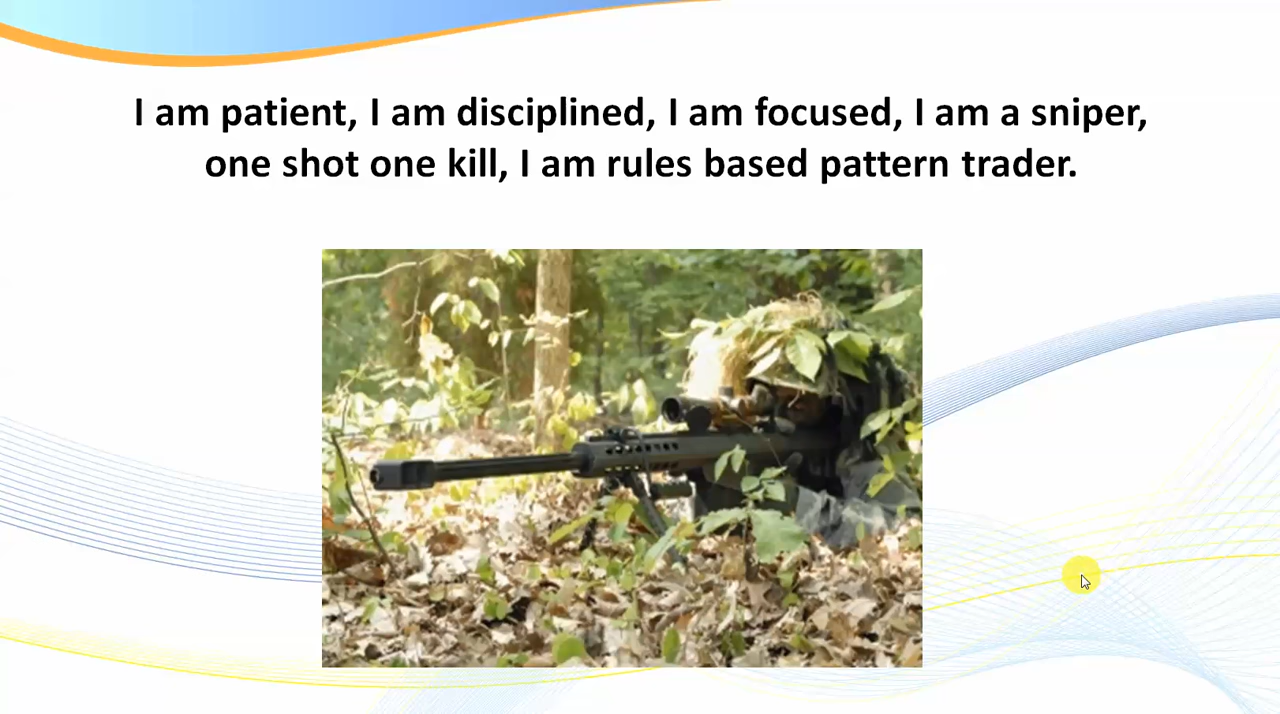 I am patient, I am disciplined, I am focused, I am a sniper,
one shot one kill, I am rules based pattern trader.